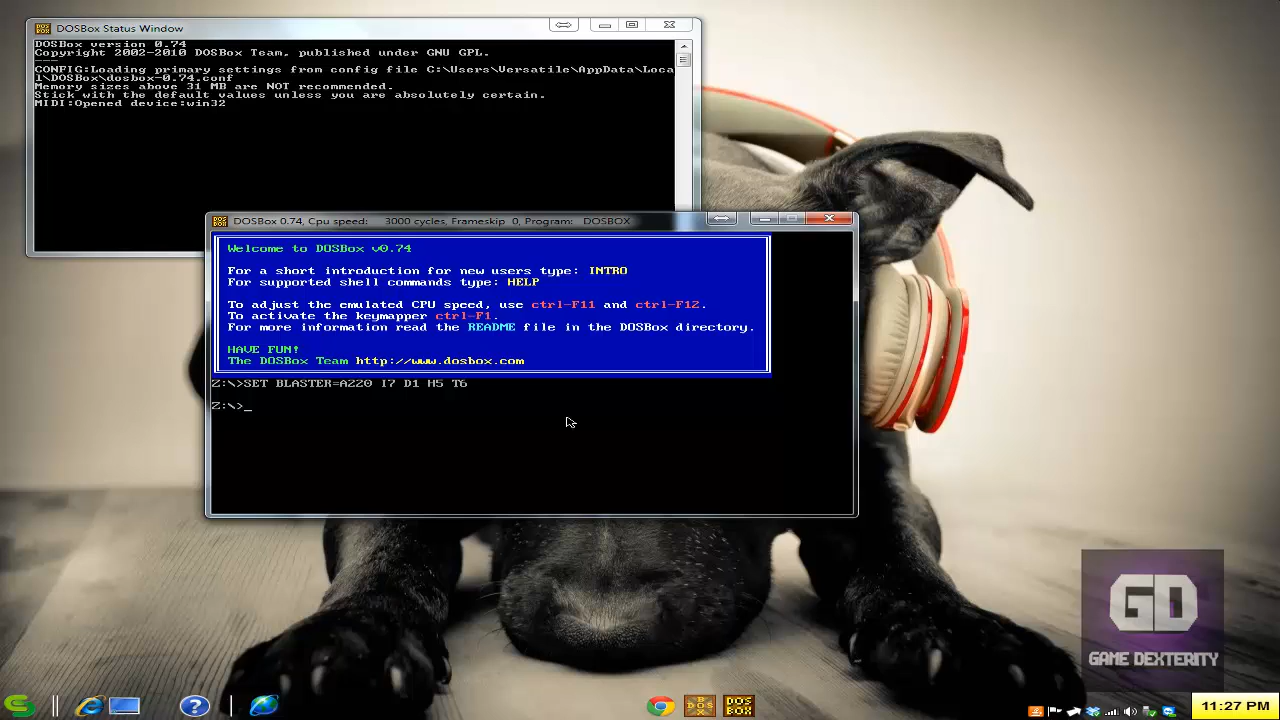 DOSBox Status Window
DOSBox version 0.74
Copyright 2002-2010 DOSBox Team, published under GNU GPL.
---
CONFIG:Loading primary settings from config file C:\Users\Versatile\AppData\Loca
l\DOSBox\dosbox-0.74.conf
Memory sizes above 31 MB are NOT recommended.
Stick with the default values unless you are absolutely certain.
MIDI:Opened device:win32
DOSBox 0.74, Cpu speed: 3000 cycles, Frameskip 0, Program: DOSBOX
Welcome to DOSBox v0.74
For a short introduction for new users type: INTRO
For supported shell commands type: HELP
To adjust the emulated CPU speed, use ctrl-F11 and ctrl-F12.
To activate the keymapper ctrl-F1.
For more information read the README file in the DOSBox directory.
HAVE FUN!
The DOSBox Team http://www.dosbox.com
Z:\>SET BLASTER=A220 I7 D1 H5 T6
Z:\>_
GD
GAME DEXTERITY
11:27 PM